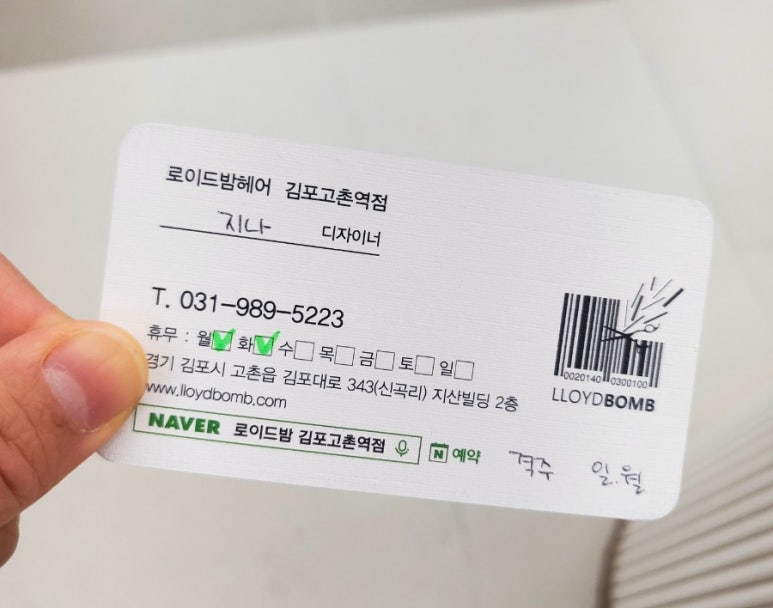 로이드밤헤어 김포고촌역점
지나 디자이너
T. 031-989-5223
휴무 : 월☑ 화☑ 수☐ 목☐ 금☐ 토☐ 일☐
경기 김포시 고촌읍 김포대로 343(신곡리) 지산빌딩 2층
www.lloydbomb.com
NAVER 로이드밤 김포고촌역점 N 예약
격주 일.월
0020140 0300100
LLOYDBOMB